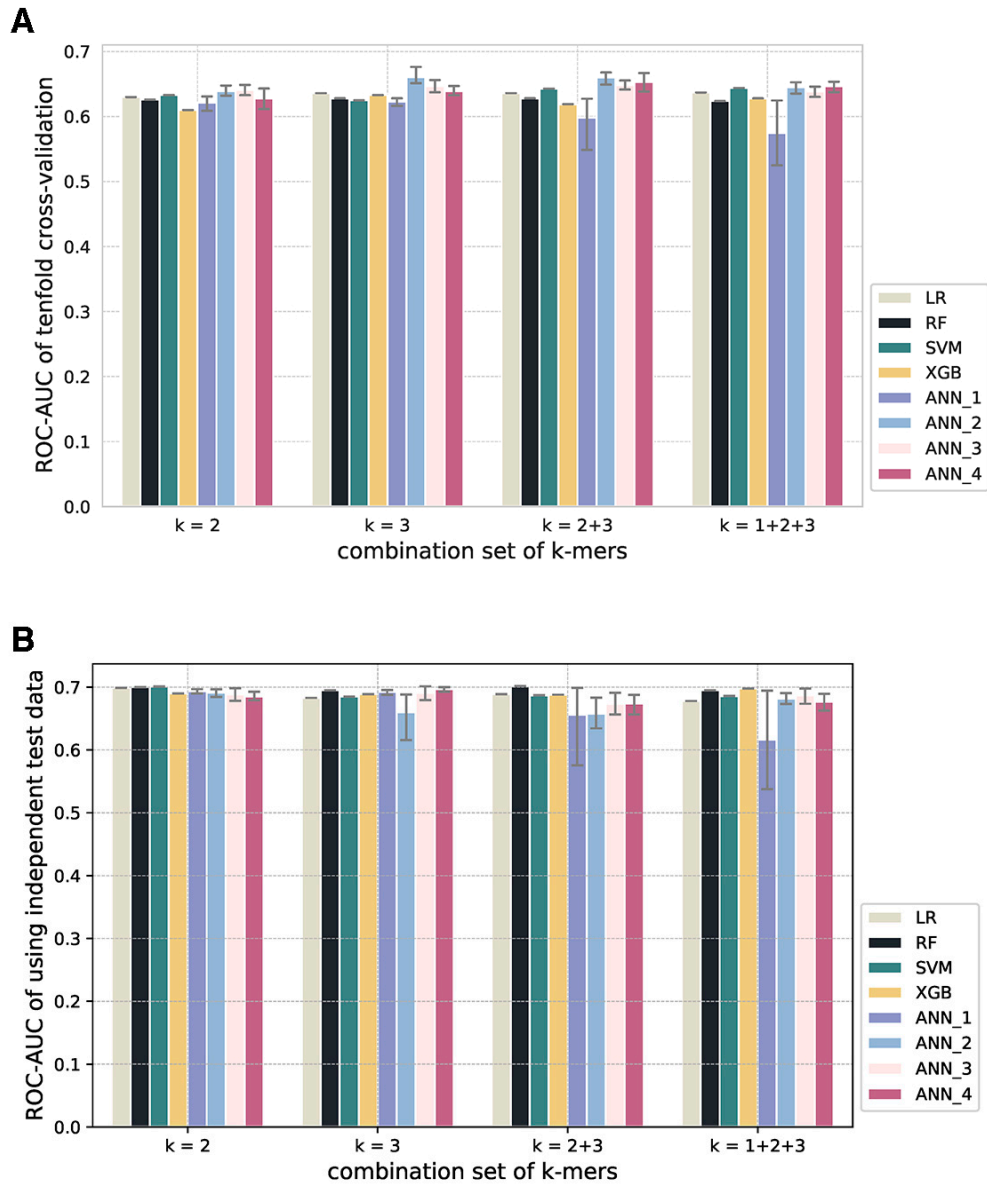 A
ROC-AUC of tenfold cross-validation
0.7
0.6
0.5
0.4
0.3
0.2
0.1
0.0
k = 2
k = 3
k = 2+3
k = 1+2+3
combination set of k-mers
LR
RF
SVM
XGB
ANN_1
ANN_2
ANN_3
ANN_4
B
ROC-AUC of using independent test data
0.7
0.6
0.5
0.4
0.3
0.2
0.1
0.0
k = 2
k = 3
k = 2+3
k = 1+2+3
combination set of k-mers
LR
RF
SVM
XGB
ANN_1
ANN_2
ANN_3
ANN_4